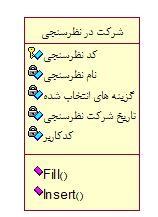 شرکت در نظرسنجی
کد نظرسنجی
نام نظرسنجی
گزینه های انتخاب شده
تاریخ شرکت نظرسنجی
کدکاربر
Fill()
Insert()